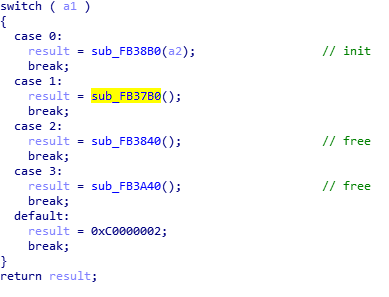 switch ( a1 )
{
  case 0:
    result = sub_FB38B0(a2);                  // init
    break;
  case 1:
    result = sub_FB37B0();
    break;
  case 2:
    result = sub_FB3840();                    // free
    break;
  case 3:
    result = sub_FB3A40();                    // free
    break;
  default:
    result = 0xC0000002;
    break;
}
return result;